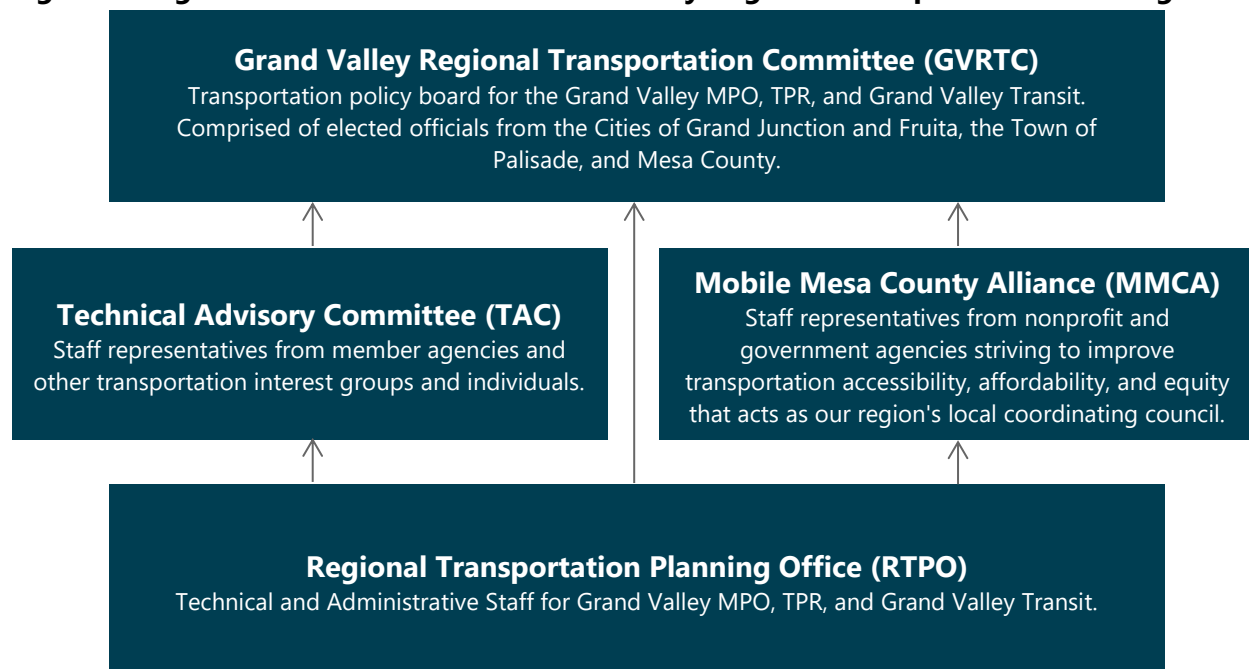 Grand Valley Regional Transportation Committee (GVRTC)
Transportation policy board for the Grand Valley MPO, TPR, and Grand Valley Transit.
Comprised of elected officials from the Cities of Grand Junction and Fruita, the Town of
Palisade, and Mesa County.
Technical Advisory Committee (TAC)
Staff representatives from member agencies and
other transportation interest groups and individuals.
Mobile Mesa County Alliance (MMCA)
Staff representatives from nonprofit and
government agencies striving to improve
transportation accessibility, affordability, and equity
that acts as our region's local coordinating council.
Regional Transportation Planning Office (RTPO)
Technical and Administrative Staff for Grand Valley MPO, TPR, and Grand Valley Transit.